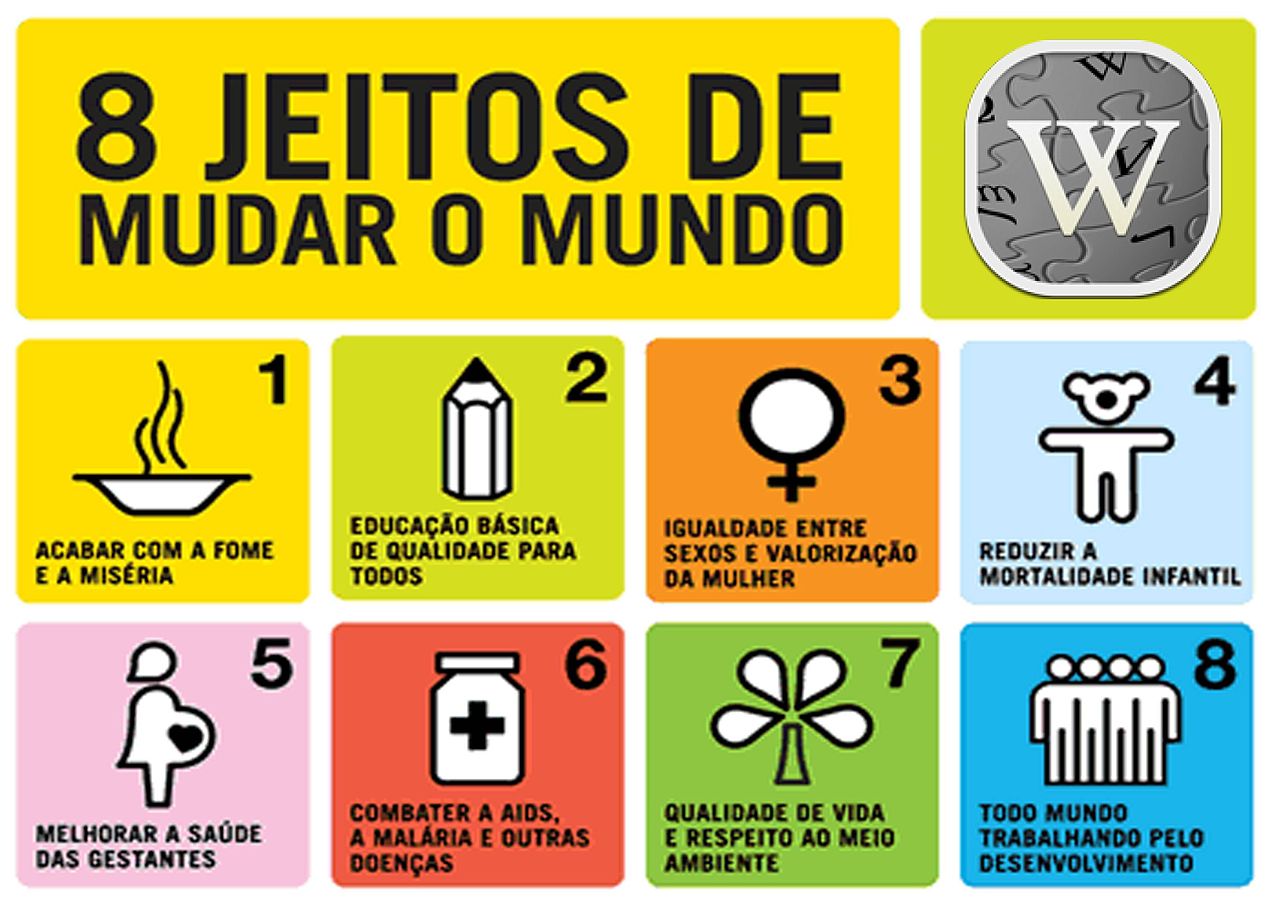 8 JEITOS DE
MUDAR O MUNDO
W
1
ACABAR COM A FOME
E A MISÉRIA
2
EDUCAÇÃO BÁSICA
DE QUALIDADE PARA
TODOS
3
IGUALDADE ENTRE
SEXOS E VALORIZAÇÃO
DA MULHER
4
REDUZIR A
MORTALIDADE INFANTIL
5
MELHORAR A SAÚDE
DAS GESTANTES
6
COMBATER A AIDS,
A MALÁRIA E OUTRAS
DOENÇAS
7
QUALIDADE DE VIDA
E RESPEITO AO MEIO
AMBIENTE
8
TODO MUNDO
TRABALHANDO PELO
DESENVOLVIMENTO